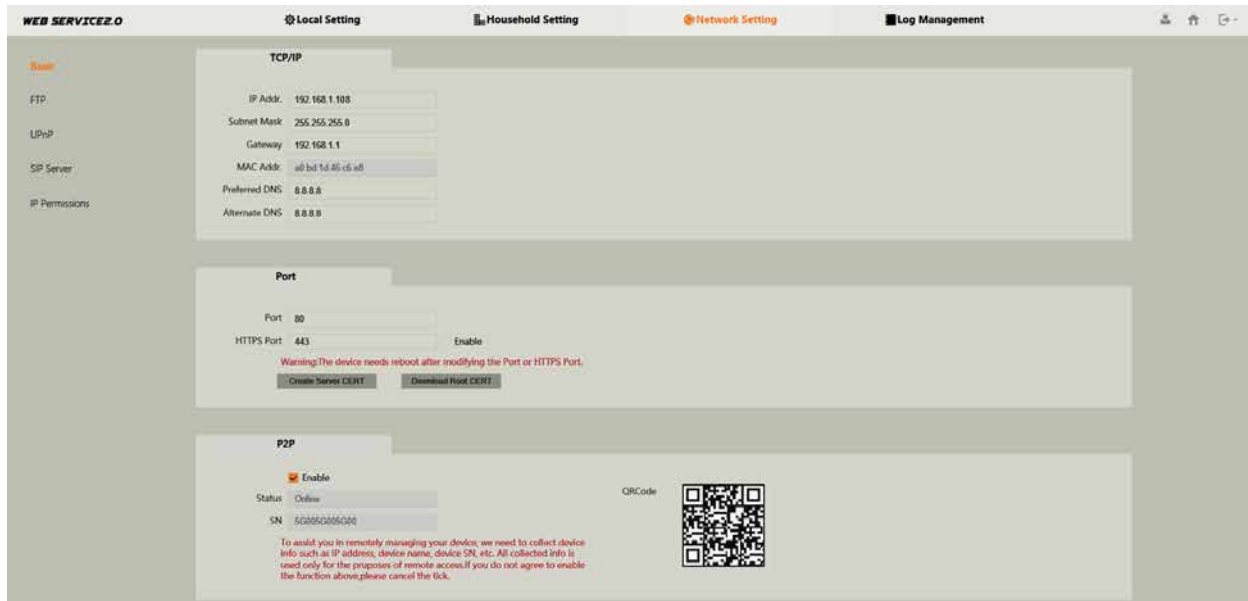 WEB SERVICE2.0
Local Setting
Household Setting
Network Setting
Log Management
Basic
FTP
UPnP
SIP Server
IP Permissions
TCP/IP
IP Addr. 192.168.1.108
Subnet Mask 255.255.255.0
Gateway 192.168.1.1
MAC Addr.
Preferred DNS 8.8.8.8
Alternate DNS 8.8.8.8
Port
Port 80
HTTPS Port 443 Enable
Warning:The device needs reboot after modifying the Port or HTTPS Port.
Create Server CERT Download Root CERT
P2P
Enable
Status Online
SN
QRCode
To assist you in remotely managing your device, we need to collect device
info such as IP address, device name, device SN, etc. All collected info is
used only for the pruposes of remote access.If you do not agree to enable
the function above,please cancel the tick.